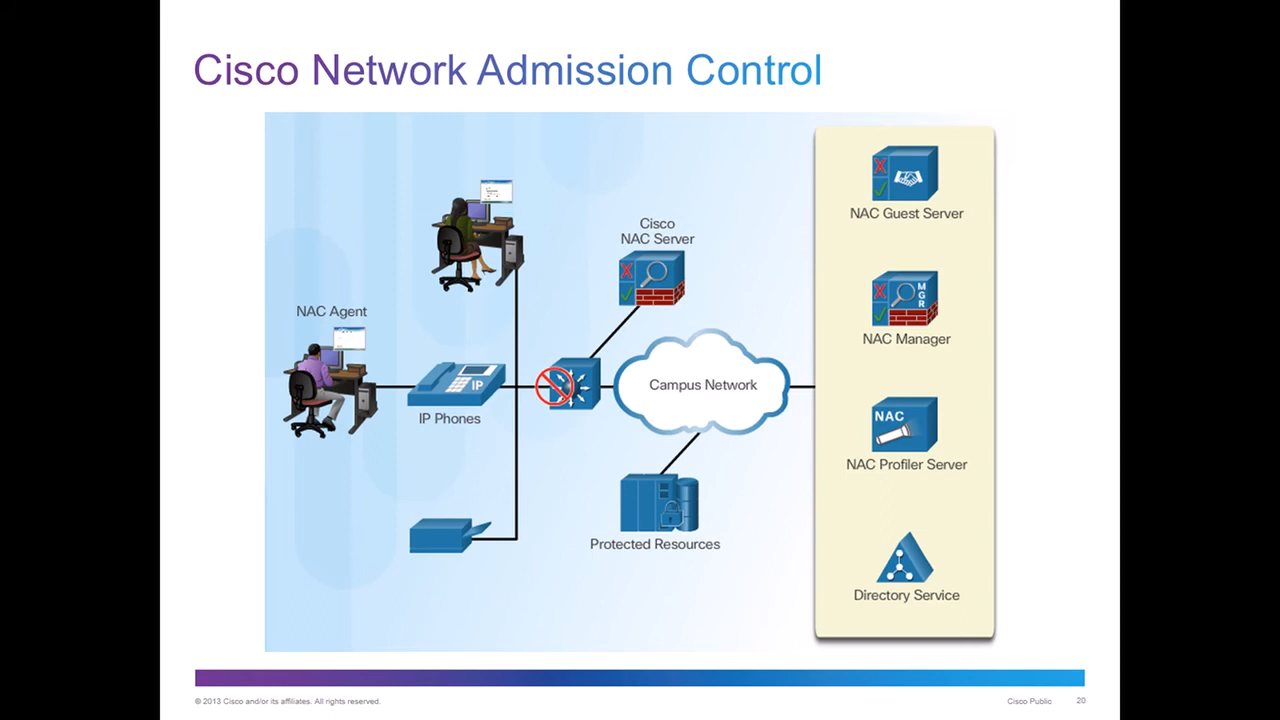 Cisco Network Admission Control
NAC Guest Server
Cisco
NAC Server
NAC Agent
MGR
NAC Manager
IP
IP Phones
Campus Network
NAC
NAC Profiler Server
Protected Resources
Directory Service
© 2013 Cisco and/or its affiliates. All rights reserved.
Cisco Public
20